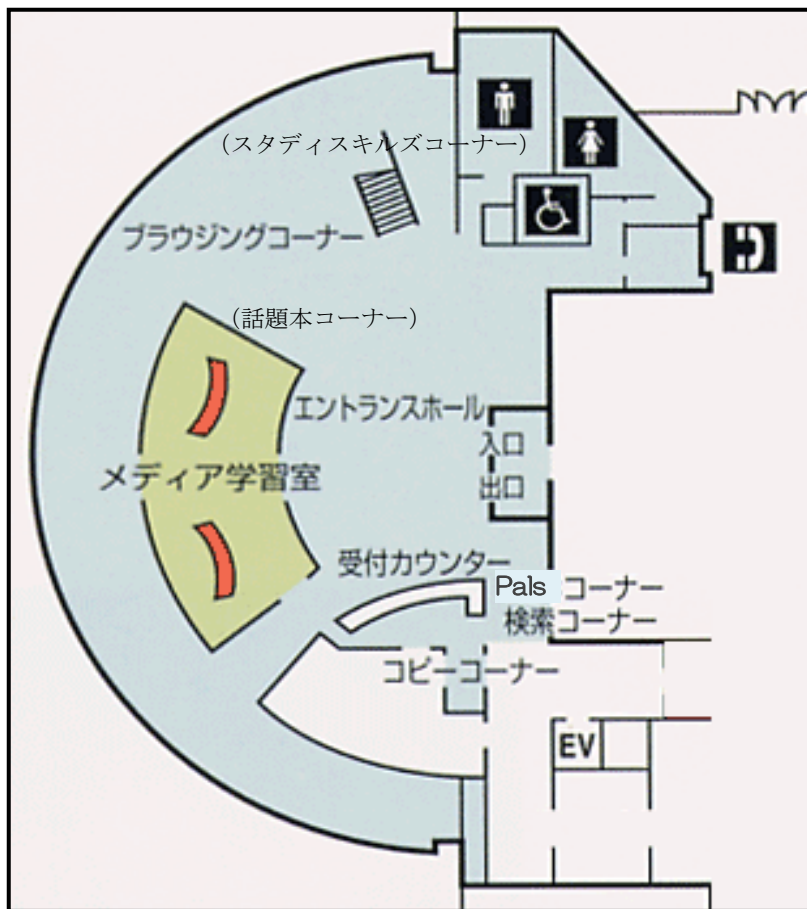 (スタディスキルズコーナー)
ブラウジングコーナー
(話題本コーナー)
エントランスホール
入口
メディア学習室
出口
受付カウンター
Pals コーナー
検索コーナー
コピーコーナー
EV